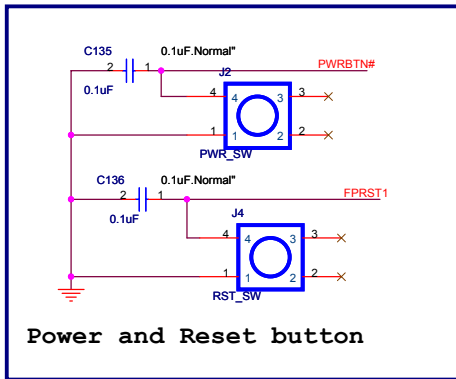 C135 0.1uF.Normal" PWRBTN#
2 1 J2
0.1uF
4 4 3 3
1 1 2 2
PWR_SW
C136 0.1uF.Normal" FPRST1
2 1
0.1uF J4
4 4 3 3
1 1 2 2
RST_SW
Power and Reset button